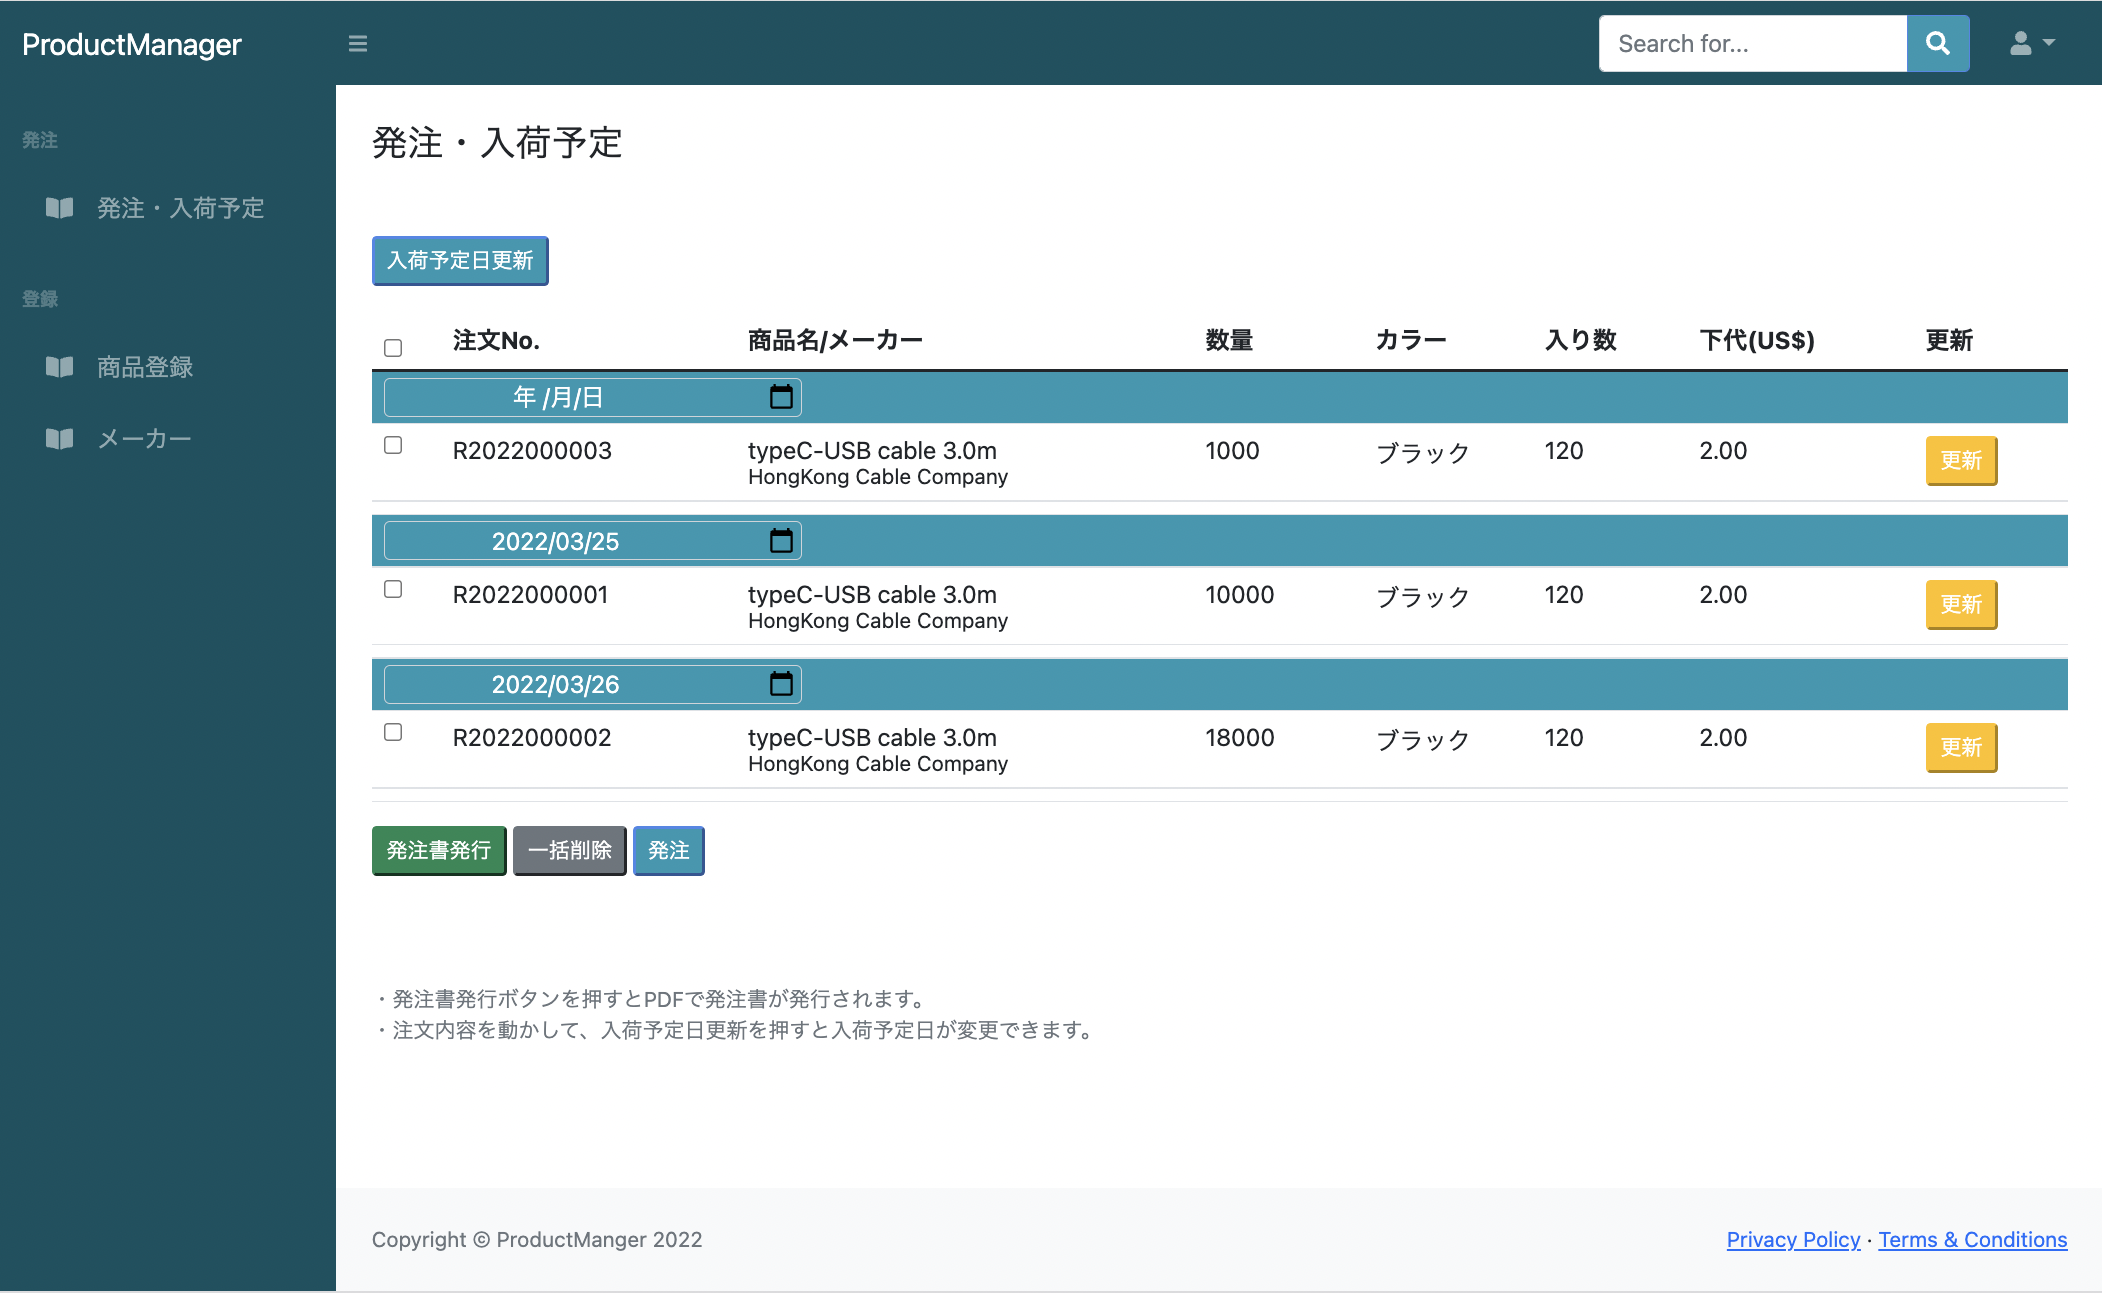 ProductManager
Search for...
発注
発注・入荷予定
登録
商品登録
メーカー
発注・入荷予定
入荷予定日更新
注文No. 商品名/メーカー 数量 カラー 入り数 下代(US$) 更新
年 /月/日
R2022000003 typeC-USB cable 3.0m 1000 ブラック 120 2.00 更新
HongKong Cable Company
2022/03/25
R2022000001 typeC-USB cable 3.0m 10000 ブラック 120 2.00 更新
HongKong Cable Company
2022/03/26
R2022000002 typeC-USB cable 3.0m 18000 ブラック 120 2.00 更新
HongKong Cable Company
発注書発行 一括削除 発注
・発注書発行ボタンを押すとPDFで発注書が発行されます。
・注文内容を動かして、入荷予定日更新を押すと入荷予定日が変更できます。
Copyright © ProductManger 2022
Privacy Policy · Terms & Conditions